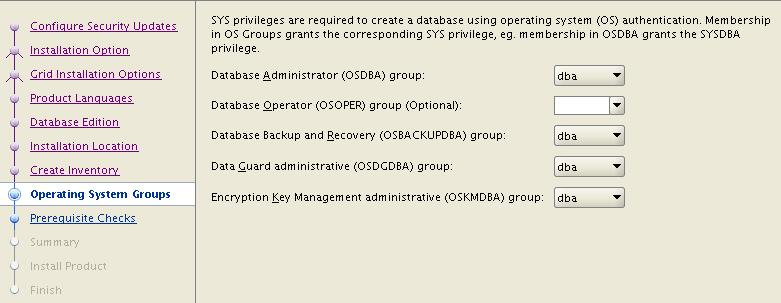 Configure Security Updates
Installation Option
Grid Installation Options
Product Languages
Database Edition
Installation Location
Create Inventory
Operating System Groups
Prerequisite Checks
Summary
Install Product
Finish
SYS privileges are required to create a database using operating system (OS) authentication. Membership
in OS Groups grants the corresponding SYS privilege, eg. membership in OSDBA grants the SYSDBA
privilege.
Database Administrator (OSDBA) group: dba
Database Operator (OSOPER) group (Optional):
Database Backup and Recovery (OSBACKUPDBA) group: dba
Data Guard administrative (OSDGDBA) group: dba
Encryption Key Management administrative (OSKMDBA) group: dba